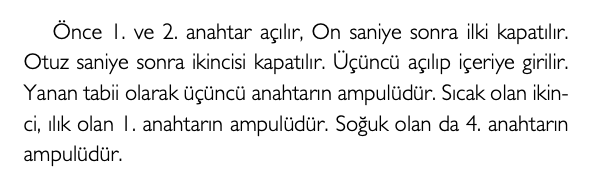 Önce 1. ve 2. anahtar açılır, On saniye sonra ilki kapatılır.
Otuz saniye sonra ikincisi kapatılır. Üçüncü açılıp içeriye girilir.
Yanan tabii olarak üçüncü anahtarın ampulüdür. Sıcak olan ikin-
ci, ılık olan 1. anahtarın ampulüdür. Soğuk olan da 4. anahtarın
ampulüdür.